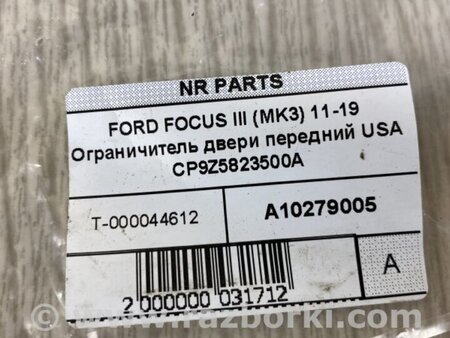 NR PARTS
FORD FOCUS III (MK3) 11-19
Ограничитель двери передний USA
CP9Z5823500A
T-000044612
A10279005
A
2 000000 031712
© www.irazborki.com